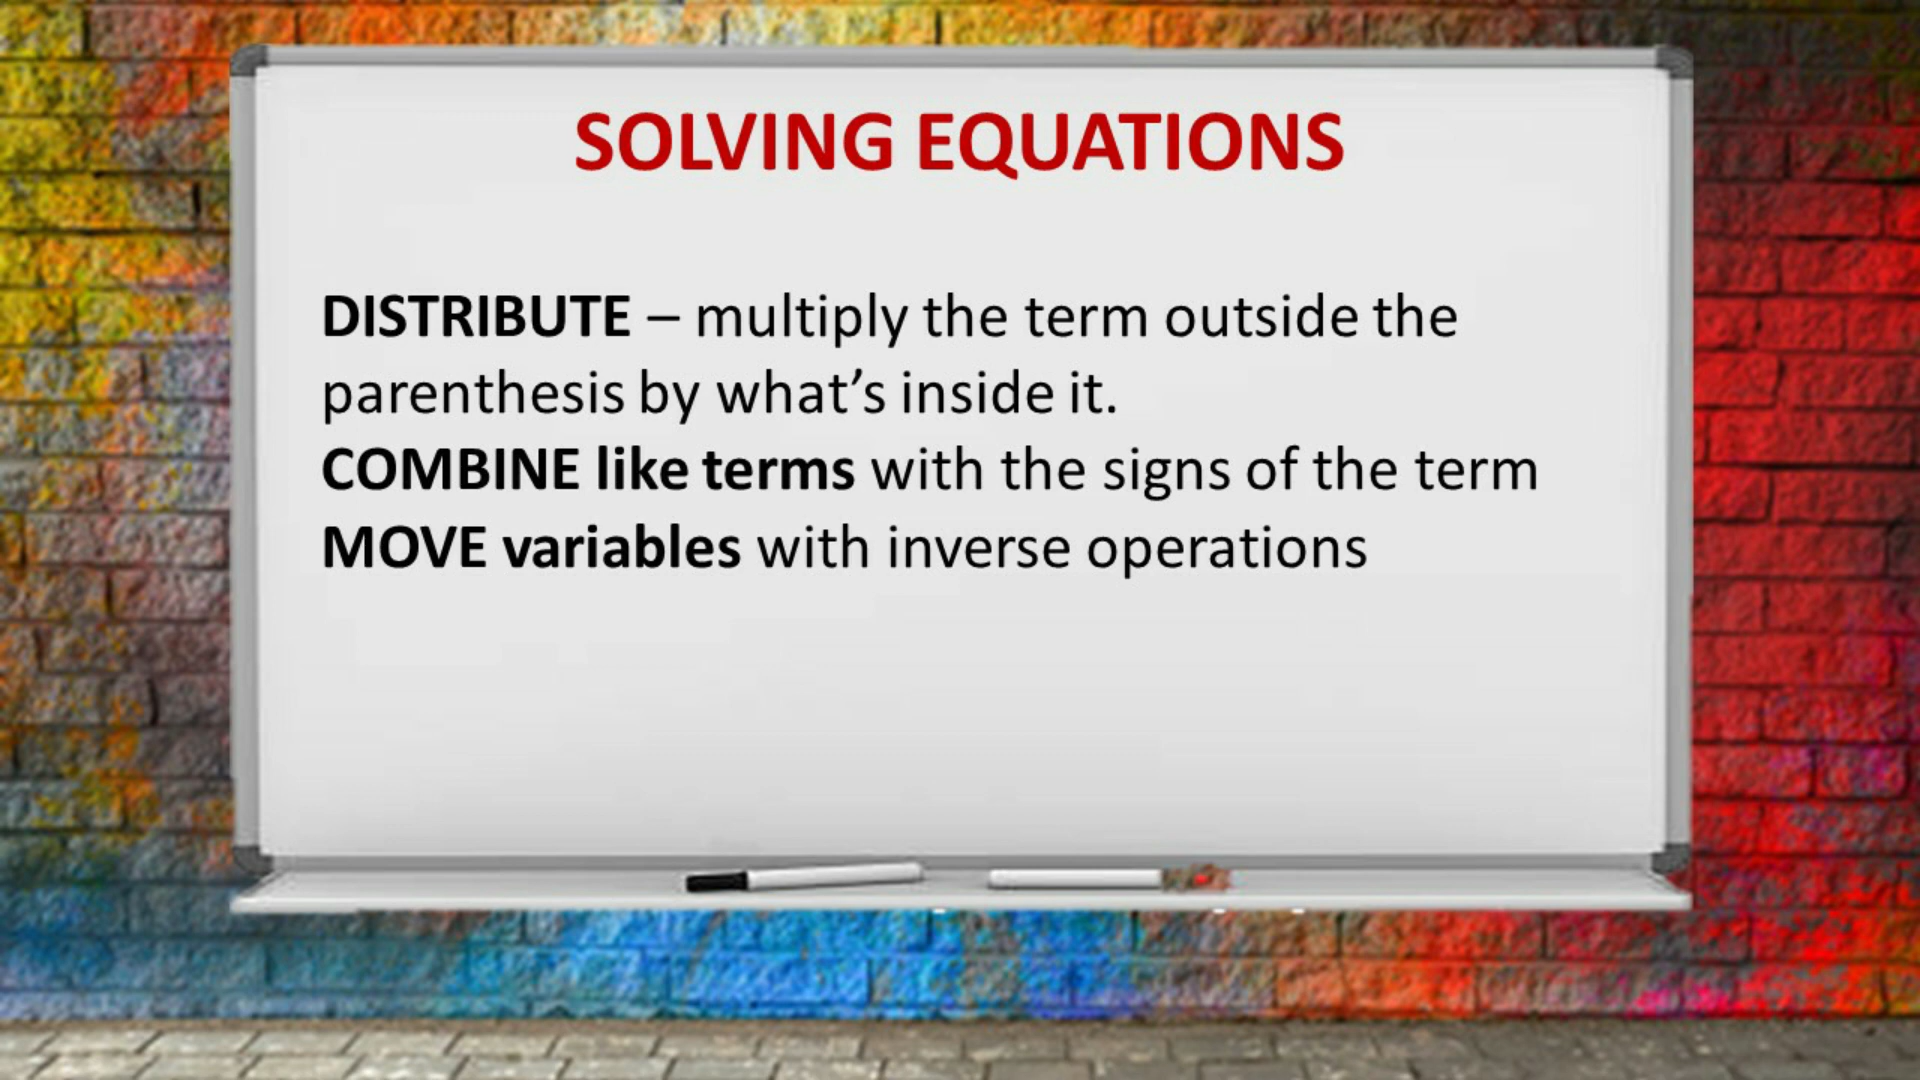 SOLVING EQUATIONS
DISTRIBUTE – multiply the term outside the
parenthesis by what’s inside it.
COMBINE like terms with the signs of the term
MOVE variables with inverse operations